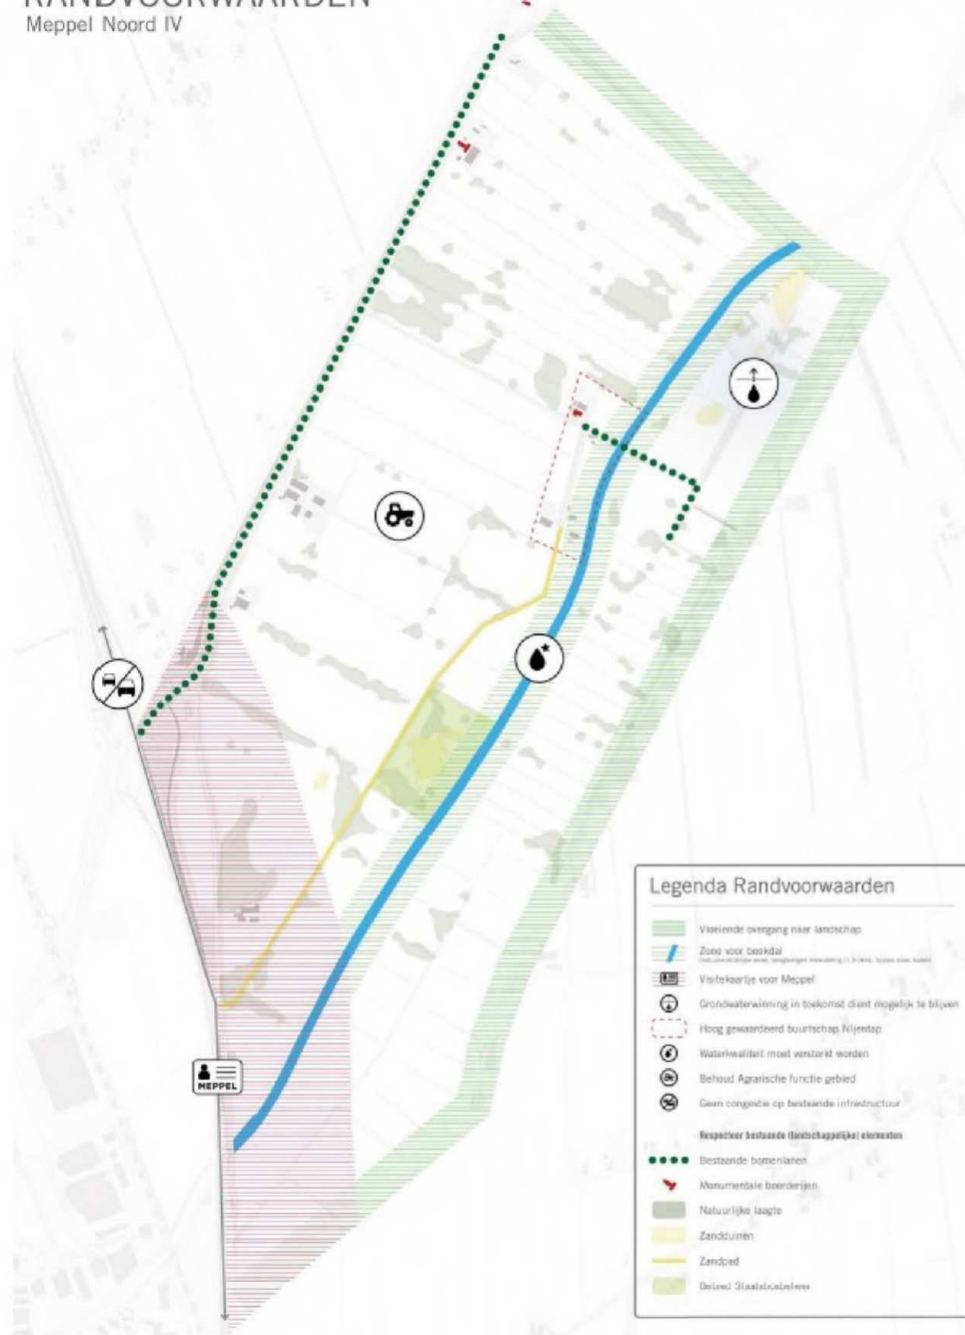 RANDVOORWAARDEN
Meppel Noord IV
MEPPEL
Legenda Randvoorwaarden
Vloeiende overgang naar landschap
Zone voor beekdal
Visitekaartje voor Meppel
Grondwaterwinning in toekomst dient mogelijk te blijven
Hoog gewaardeerd buurtschap Nijentap
Waterkwaliteit moet versterkt worden
Behoud Agrarische functie gebied
Geen congestie op bestaande infrastructuur
Respecteer bestaande (landschappelijke) elementen
Bestaande bomenlanen
Monumentale boerderijen
Natuurlijke laagte
Zandduinen
Zandpad
Gebied Staatsbosbeheer